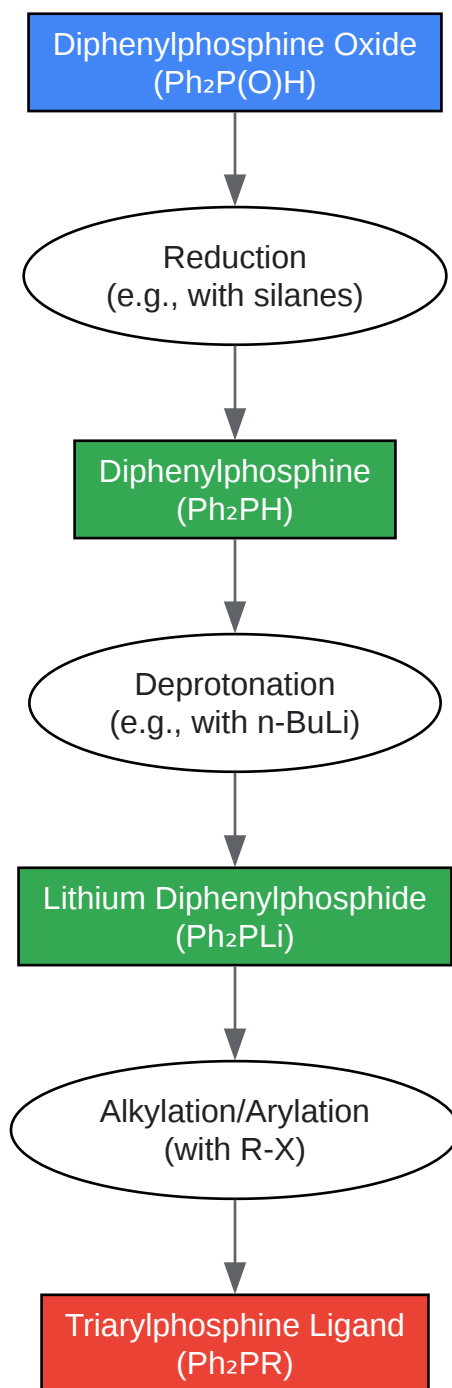 Diphenylphosphine Oxide
(Ph₂P(O)H)
Reduction
(e.g., with silanes)
Diphenylphosphine
(Ph₂PH)
Deprotonation
(e.g., with n-BuLi)
Lithium Diphenylphosphide
(Ph₂PLi)
Alkylation/Arylation
(with R-X)
Triarylphosphine Ligand
(Ph₂PR)